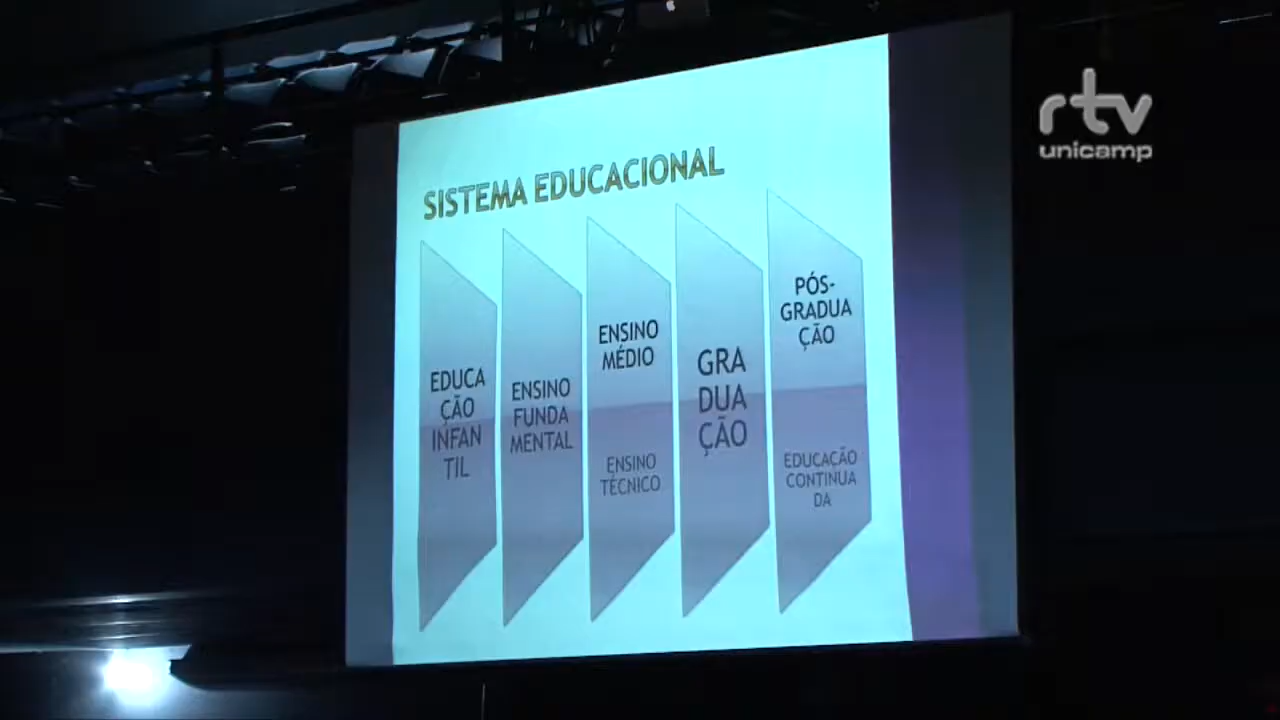 rtv
unicamp
SISTEMA EDUCACIONAL
EDUCA
ÇÃO
INFAN
TIL
ENSINO
FUNDA
MENTAL
ENSINO
MÉDIO
ENSINO
TÉCNICO
GRA
DUA
ÇÃO
PÓS-
GRADUA
ÇÃO
EDUCAÇÃO
CONTINUA
DA